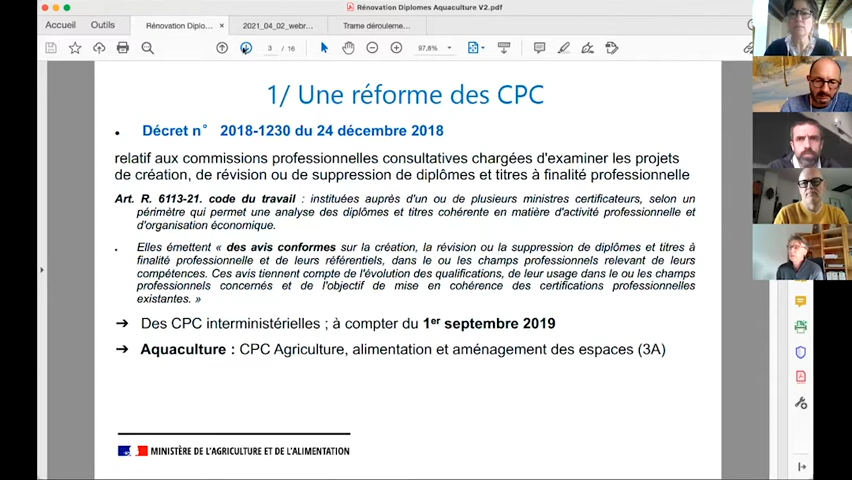 Rénovation Diplomes Aquaculture V2.pdf
Accueil Outils Rénovation Diplo... × 2021_04_02_webr... Trame dérouleme...
3 / 16 97,8%
1/ Une réforme des CPC
• Décret n° 2018-1230 du 24 décembre 2018
relatif aux commissions professionnelles consultatives chargées d'examiner les projets
de création, de révision ou de suppression de diplômes et titres à finalité professionnelle
Art. R. 6113-21. code du travail : instituées auprès d'un ou de plusieurs ministres certificateurs, selon un
périmètre qui permet une analyse des diplômes et titres cohérente en matière d'activité professionnelle et
d'organisation économique.
• Elles émettent « des avis conformes sur la création, la révision ou la suppression de diplômes et titres à
finalité professionnelle et de leurs référentiels, dans le ou les champs professionnels relevant de leurs
compétences. Ces avis tiennent compte de l'évolution des qualifications, de leur usage dans le ou les champs
professionnels concernés et de l'objectif de mise en cohérence des certifications professionnelles
existantes. »
➔ Des CPC interministérielles ; à compter du 1er septembre 2019
➔ Aquaculture : CPC Agriculture, alimentation et aménagement des espaces (3A)
MINISTÈRE DE L'AGRICULTURE ET DE L'ALIMENTATION